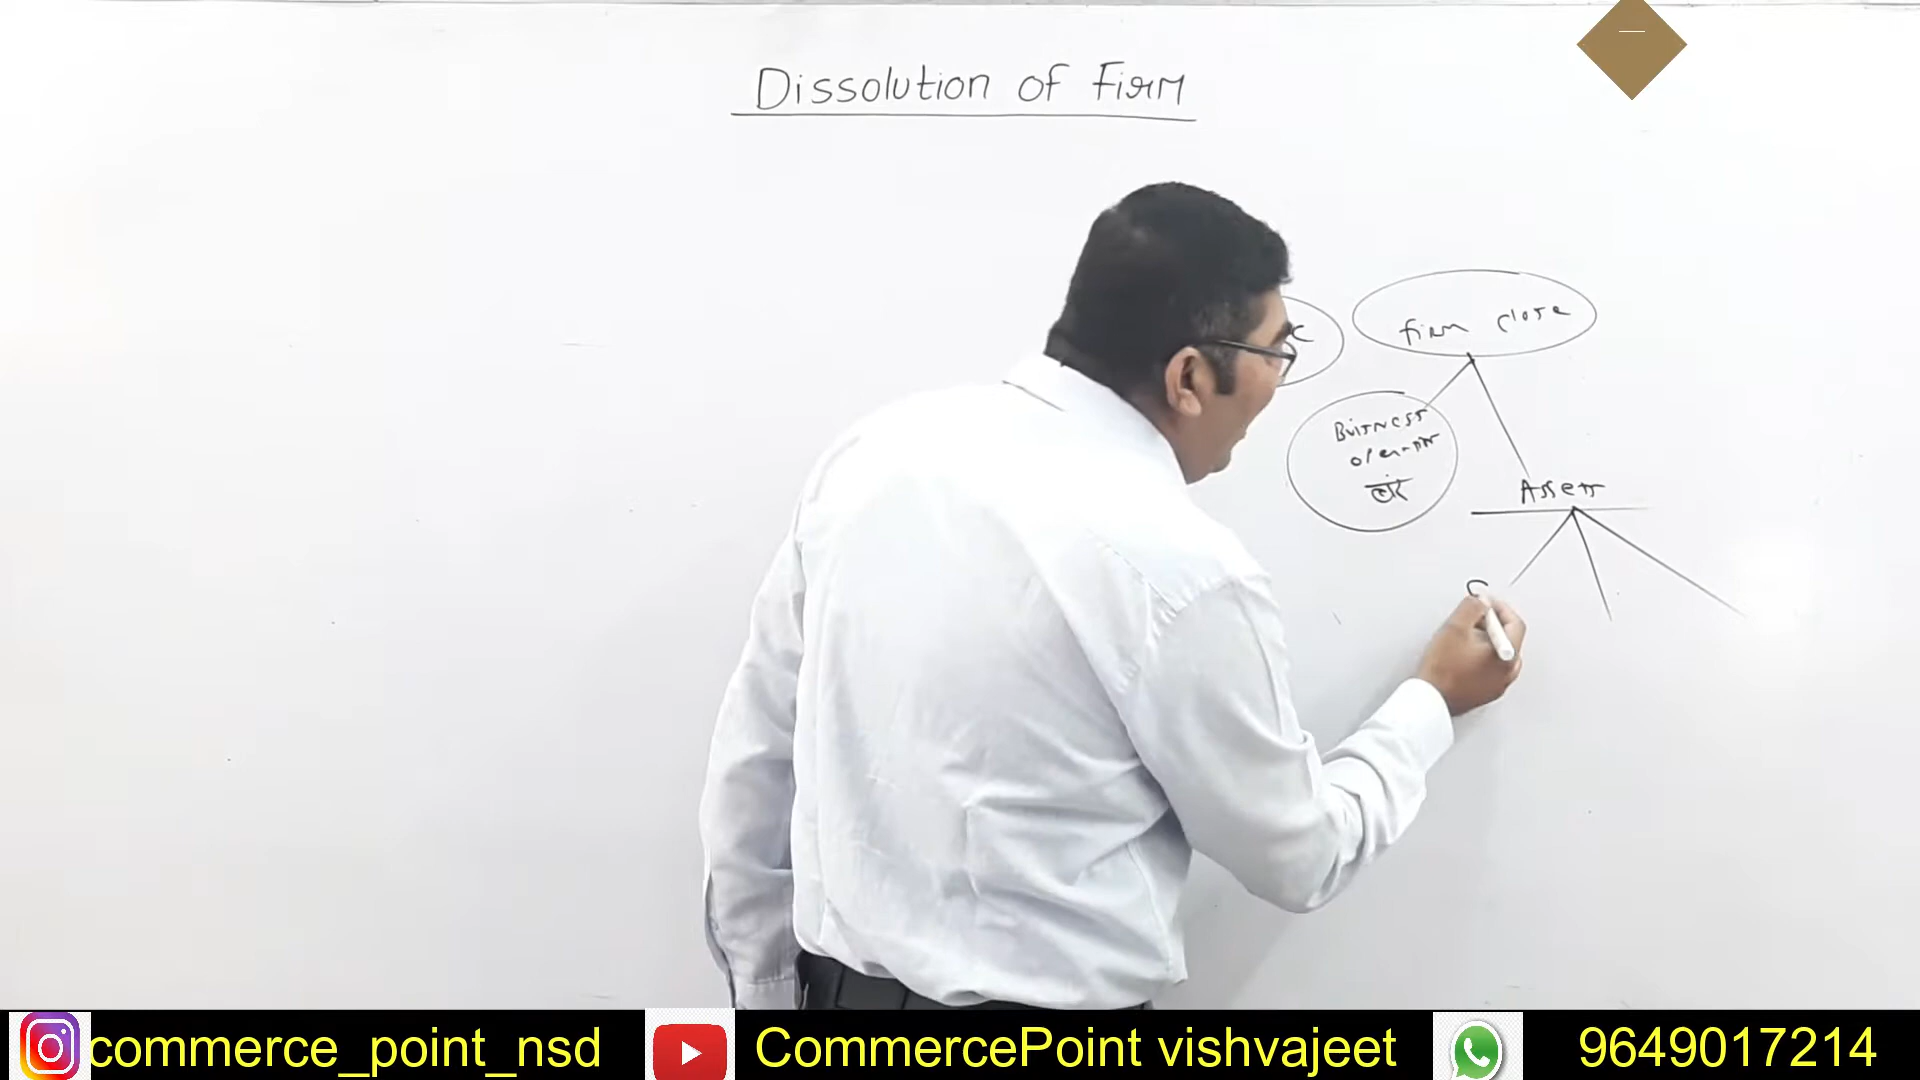 Dissolution of Firm
Firm close
Business
बंद
Assets
commerce_point_nsd
CommercePoint vishvajeet
9649017214